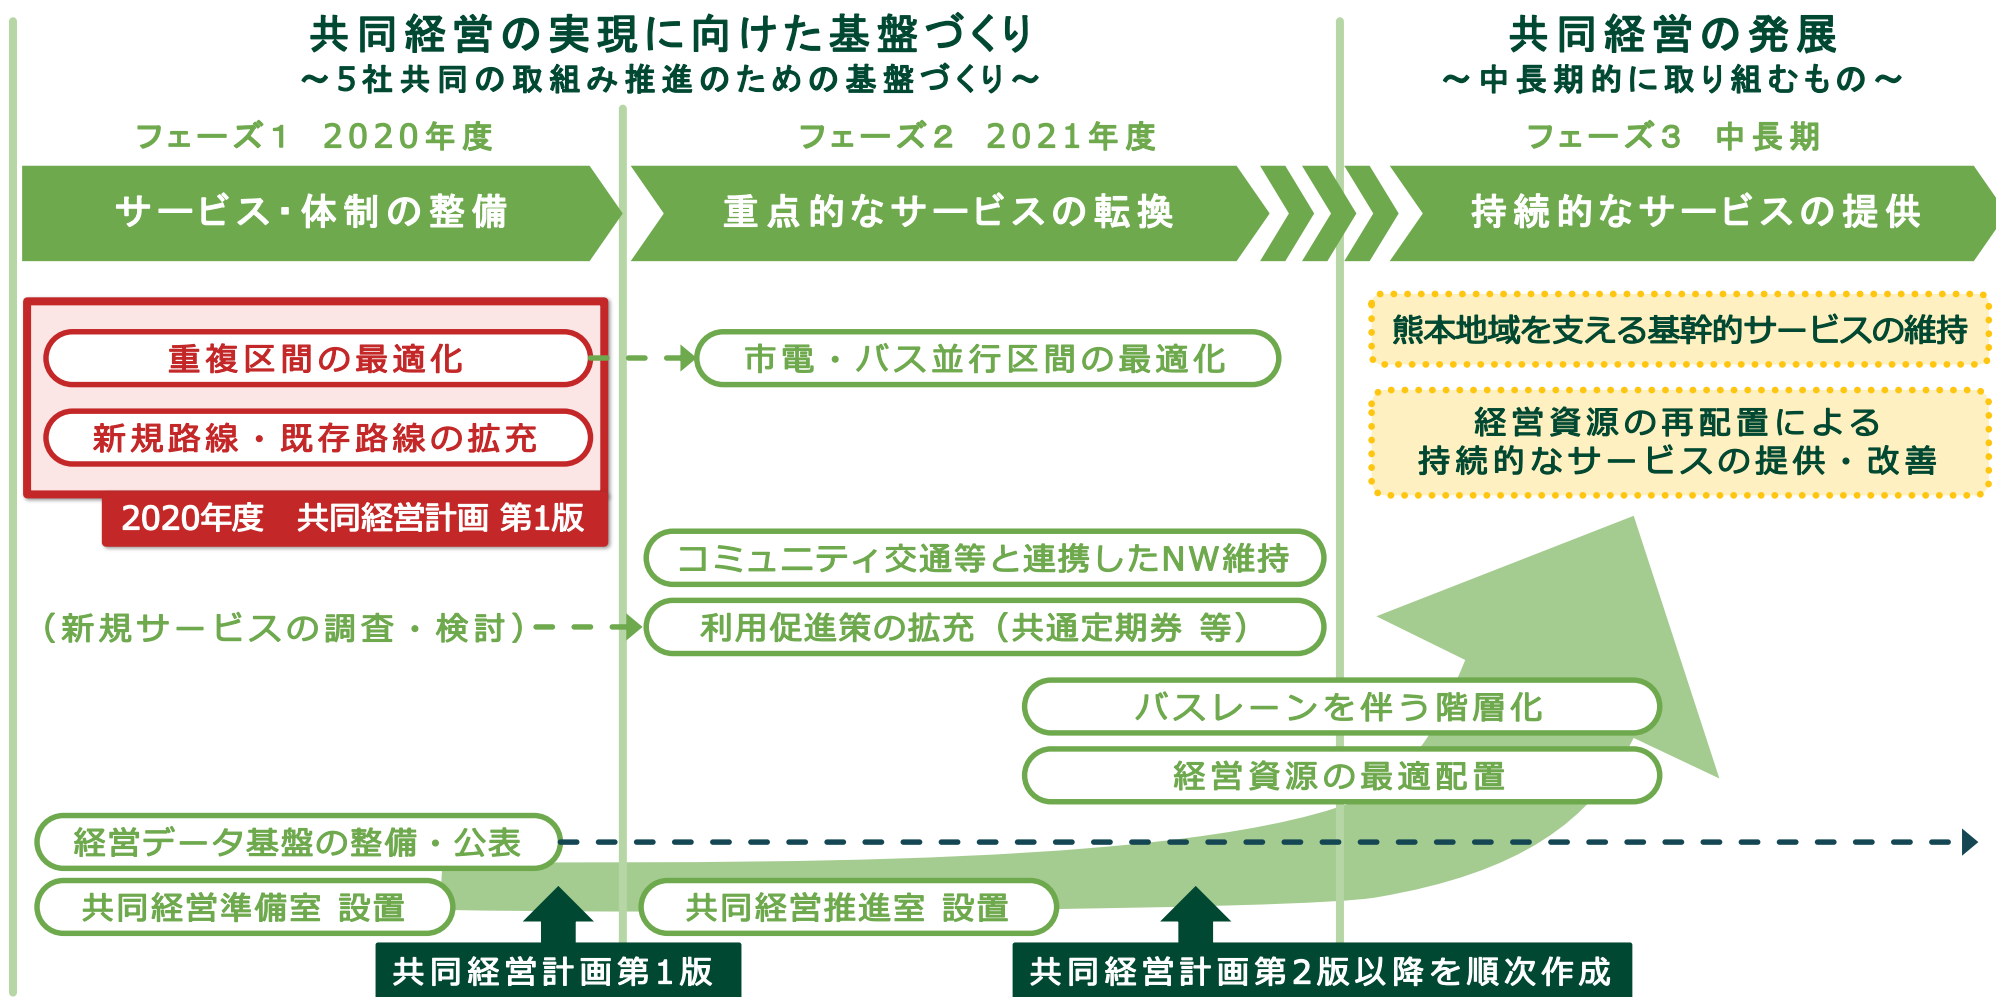 共同経営の実現に向けた基盤づくり
～5社共同の取組み推進のための基盤づくり～
共同経営の発展
～中長期的に取り組むもの～
フェーズ1　2020年度
フェーズ2　2021年度
フェーズ3　中長期
サービス・体制の整備
重点的なサービスの転換
持続的なサービスの提供
重複区間の最適化
新規路線・既存路線の拡充
2020年度　共同経営計画 第1版
市電・バス並行区間の最適化
熊本地域を支える基幹的サービスの維持
経営資源の再配置による
持続的なサービスの提供・改善
コミュニティ交通等と連携したNW維持
（新規サービスの調査・検討）
利用促進策の拡充（共通定期券 等）
バスレーンを伴う階層化
経営資源の最適配置
経営データ基盤の整備・公表
共同経営準備室 設置
共同経営推進室 設置
共同経営計画第1版
共同経営計画第2版以降を順次作成